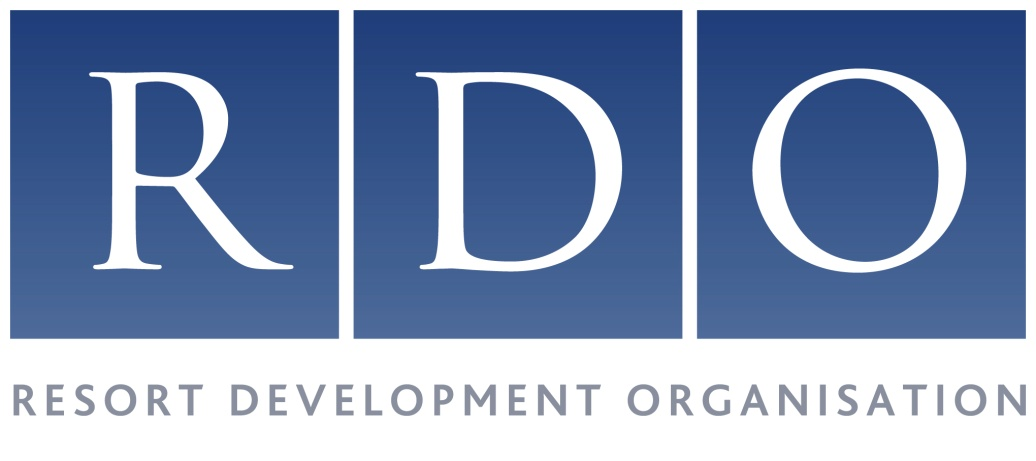 RDO
RESORT DEVELOPMENT ORGANISATION